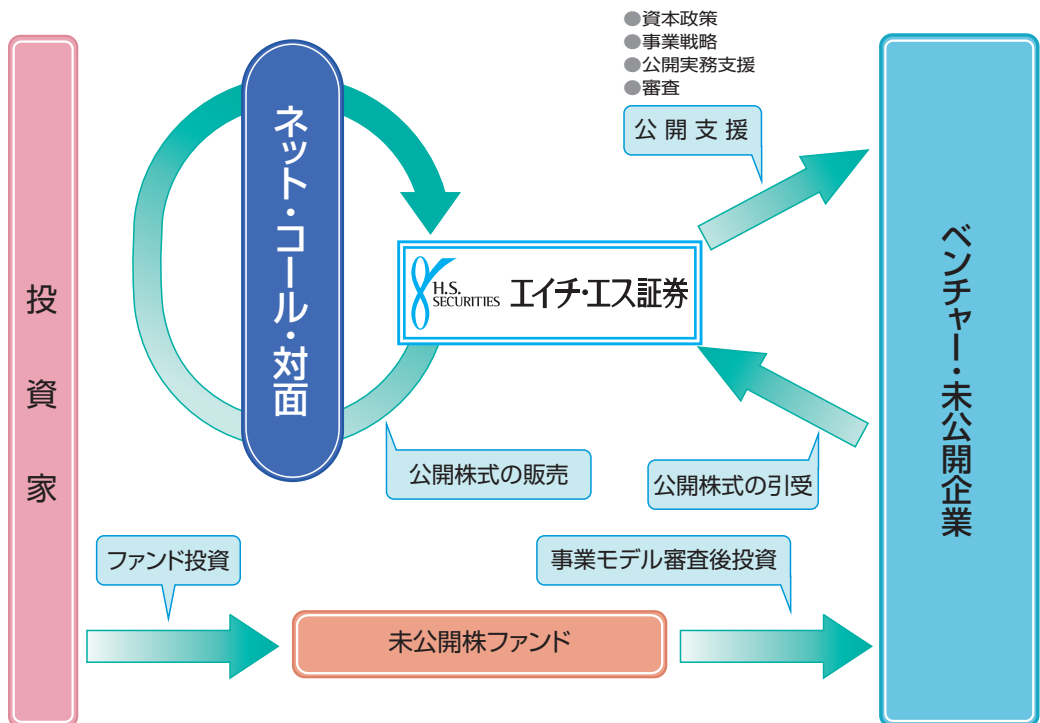 ●資本政策
●事業戦略
●公開実務支援
●審査
公開支援
ネット・コール・対面
H.S.
SECURITIES
エイチ・エス証券
投資家
ベンチャー・未公開企業
公開株式の販売
公開株式の引受
ファンド投資
事業モデル審査後投資
未公開株ファンド